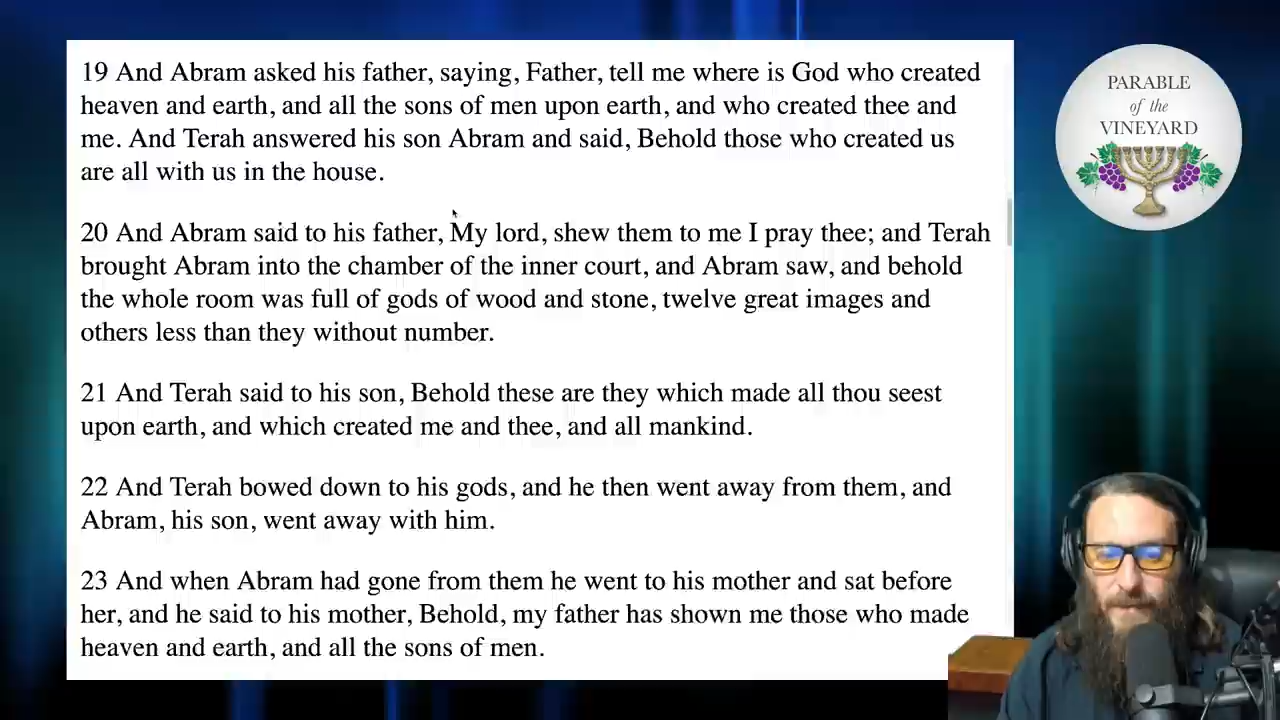 19 And Abram asked his father, saying, Father, tell me where is God who created
heaven and earth, and all the sons of men upon earth, and who created thee and
me. And Terah answered his son Abram and said, Behold those who created us
are all with us in the house.
20 And Abram said to his father, My lord, shew them to me I pray thee; and Terah
brought Abram into the chamber of the inner court, and Abram saw, and behold
the whole room was full of gods of wood and stone, twelve great images and
others less than they without number.
21 And Terah said to his son, Behold these are they which made all thou seest
upon earth, and which created me and thee, and all mankind.
22 And Terah bowed down to his gods, and he then went away from them, and
Abram, his son, went away with him.
23 And when Abram had gone from them he went to his mother and sat before
her, and he said to his mother, Behold, my father has shown me those who made
heaven and earth, and all the sons of men.
PARABLE
of the
VINEYARD